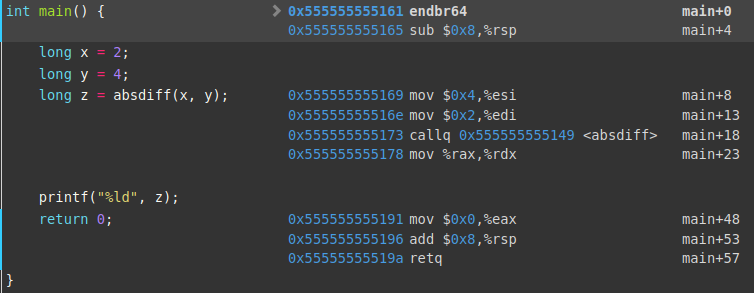 int main() { 0x555555555161 endbr64 main+0
0x555555555165 sub $0x8,%rsp main+4
long x = 2;
long y = 4;
long z = absdiff(x, y); 0x555555555169 mov $0x4,%esi main+8
0x55555555516e mov $0x2,%edi main+13
0x555555555173 callq 0x555555555149 <absdiff> main+18
0x555555555178 mov %rax,%rdx main+23
printf("%ld", z);
return 0; 0x555555555191 mov $0x0,%eax main+48
0x555555555196 add $0x8,%rsp main+53
0x55555555519a retq main+57
}